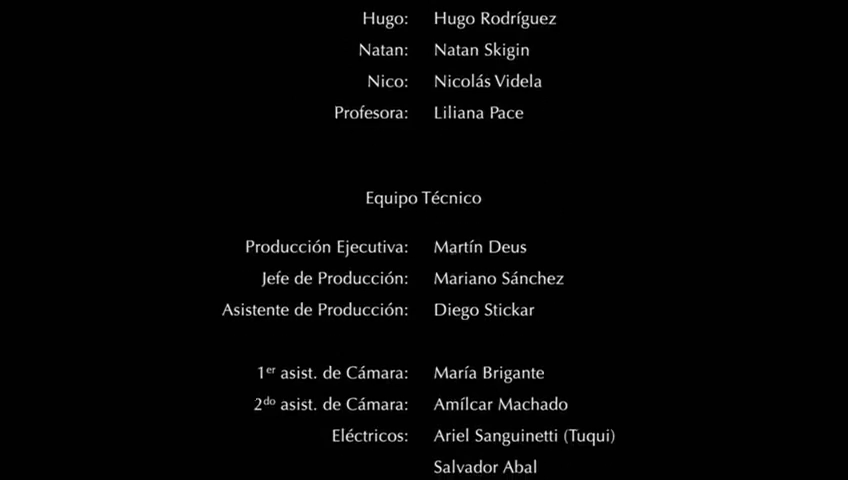 Hugo: Hugo Rodríguez
Natan: Natan Skigin
Nico: Nicolás Videla
Profesora: Liliana Pace
Equipo Técnico
Producción Ejecutiva: Martín Deus
Jefe de Producción: Mariano Sánchez
Asistente de Producción: Diego Stickar
1er asist. de Cámara: María Brigante
2do asist. de Cámara: Amílcar Machado
Eléctricos: Ariel Sanguinetti (Tuqui)
Salvador Abal